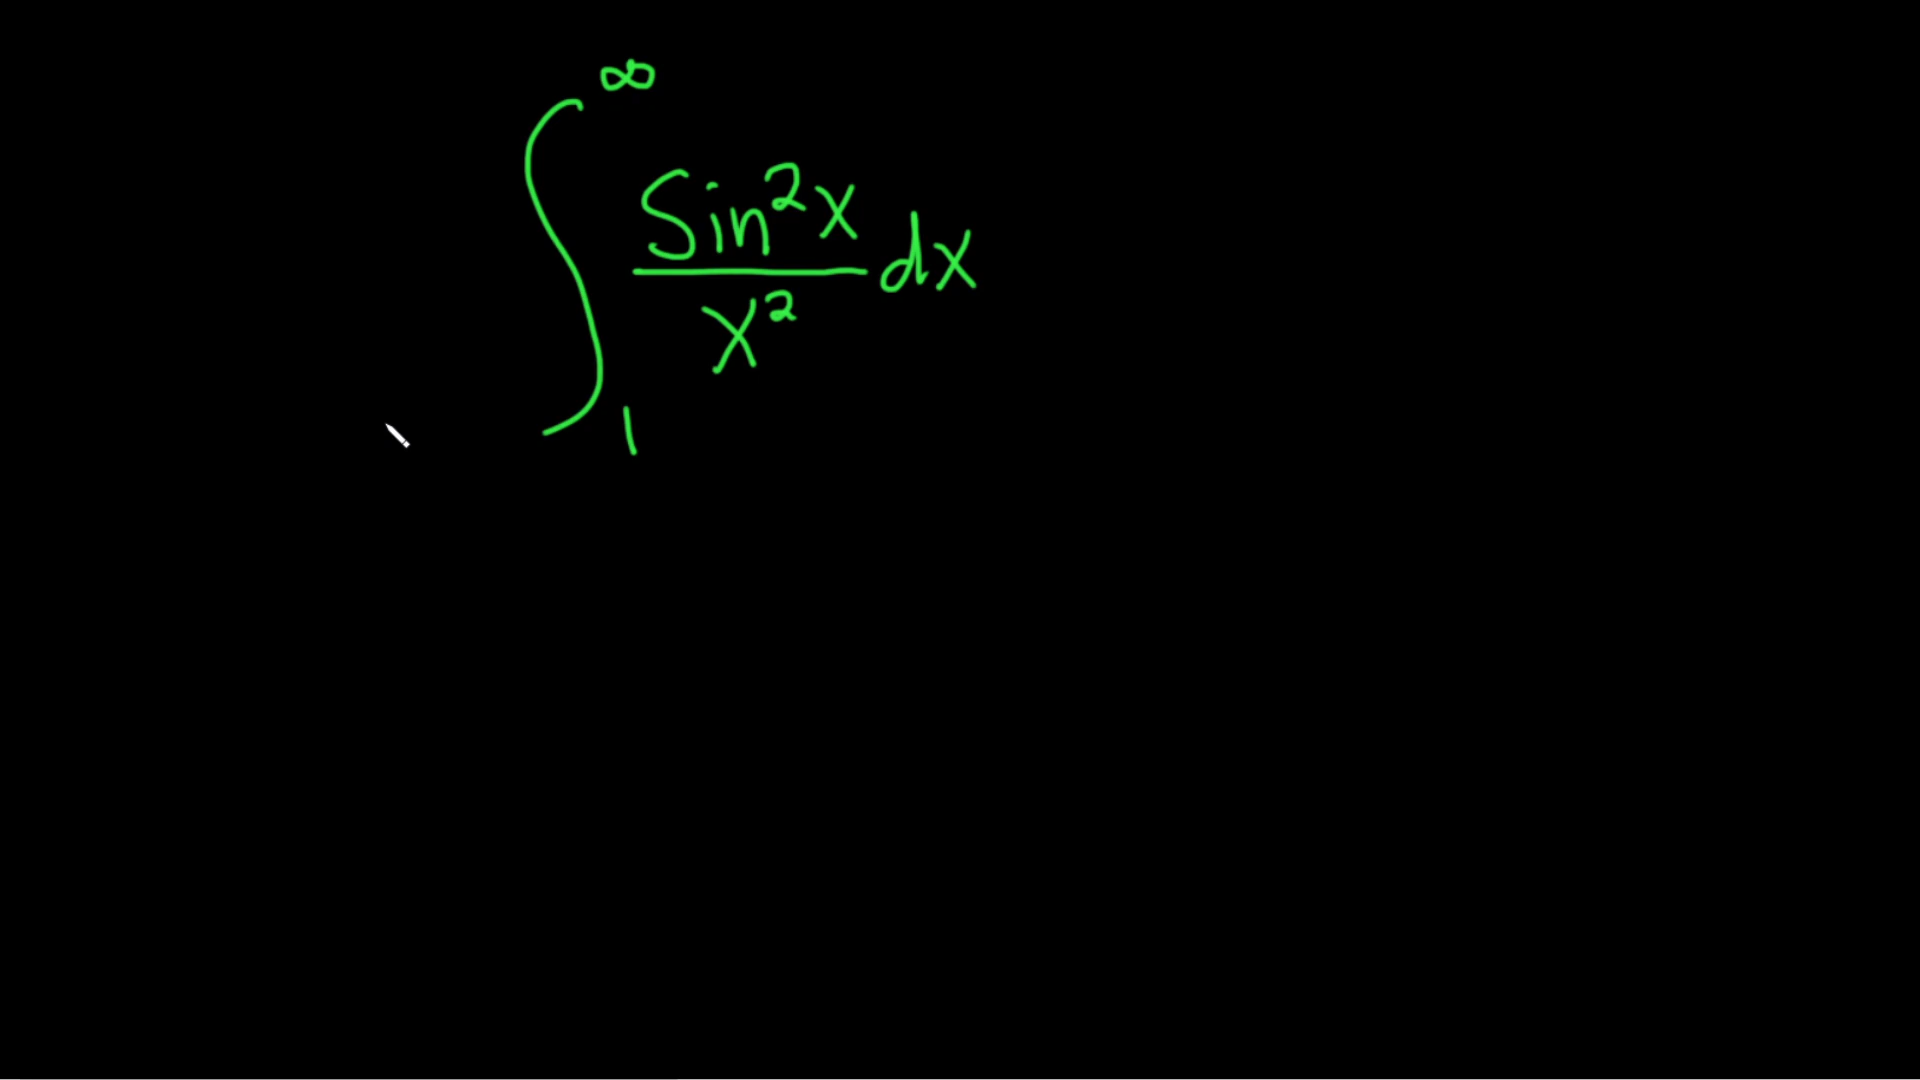 ∫₁^∞ Sin²x/x² dx